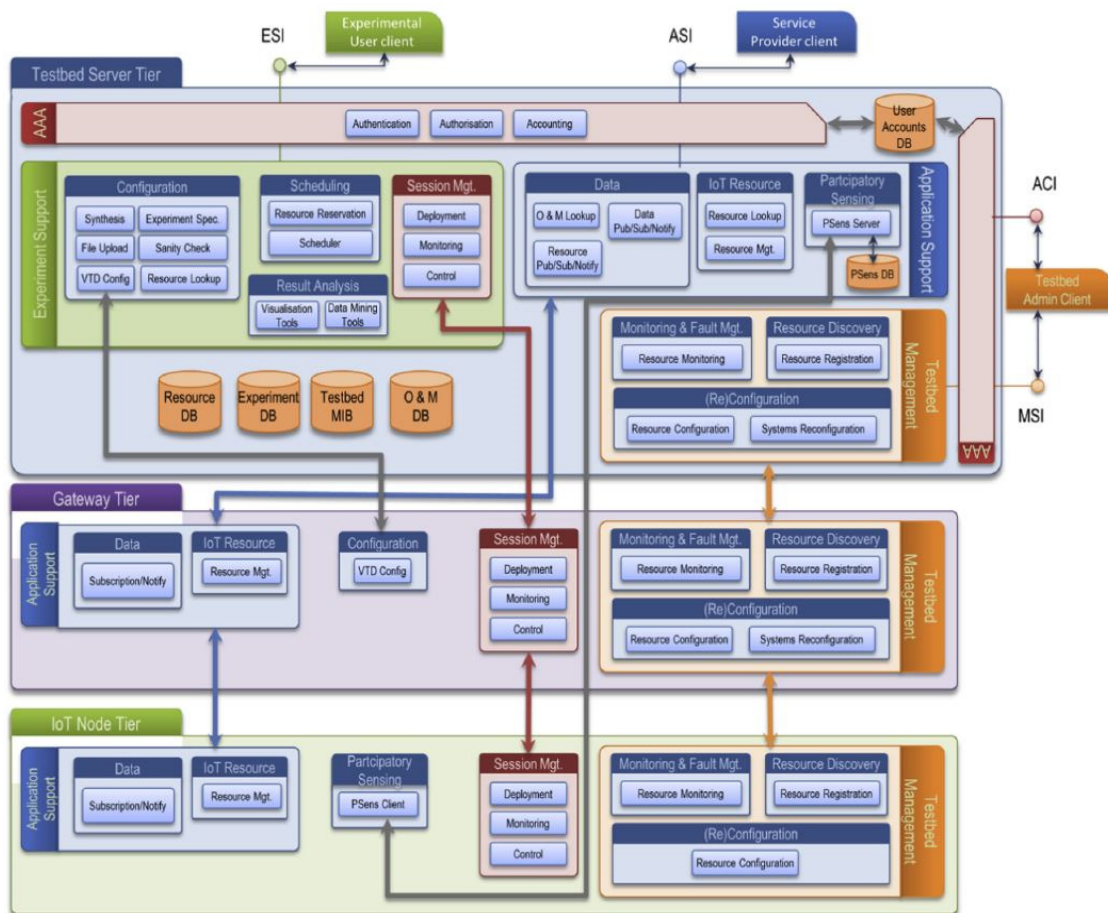 ESI
Experimental
User client
ASI
Service
Provider client
Testbed Server Tier
AAA
Authentication
Authorisation
Accounting
User
Accounts
DB
Experiment Support
Configuration
Synthesis
Experiment Spec.
File Upload
Sanity Check
VTD Config
Resource Lookup
Scheduling
Resource Reservation
Scheduler
Result Analysis
Visualisation
Tools
Data Mining
Tools
Session Mgt.
Deployment
Monitoring
Control
Data
O & M Lookup
Data
Pub/Sub/Notify
Resource
Pub/Sub/Notify
IoT Resource
Resource Lookup
Resource Mgt.
Partcipatory
Sensing
PSens Server
PSens DB
Application Support
ACI
Testbed
Admin Client
MSI
AAA
Resource
DB
Experiment
DB
Testbed
MIB
O & M
DB
Monitoring & Fault Mgt.
Resource Monitoring
Resource Discovery
Resource Registration
(Re)Configuration
Resource Configuration
Systems Reconfiguration
Testbed
Management
Gateway Tier
Application
Support
Data
Subscription/Notify
IoT Resource
Resource Mgt.
Configuration
VTD Config
Session Mgt.
Deployment
Monitoring
Control
Monitoring & Fault Mgt.
Resource Monitoring
Resource Discovery
Resource Registration
(Re)Configuration
Resource Configuration
Systems Reconfiguration
Testbed
Management
IoT Node Tier
Application
Support
Data
Subscription/Notify
IoT Resource
Resource Mgt.
Partcipatory
Sensing
PSens Client
Session Mgt.
Deployment
Monitoring
Control
Monitoring & Fault Mgt.
Resource Monitoring
Resource Discovery
Resource Registration
(Re)Configuration
Resource Configuration
Testbed
Management